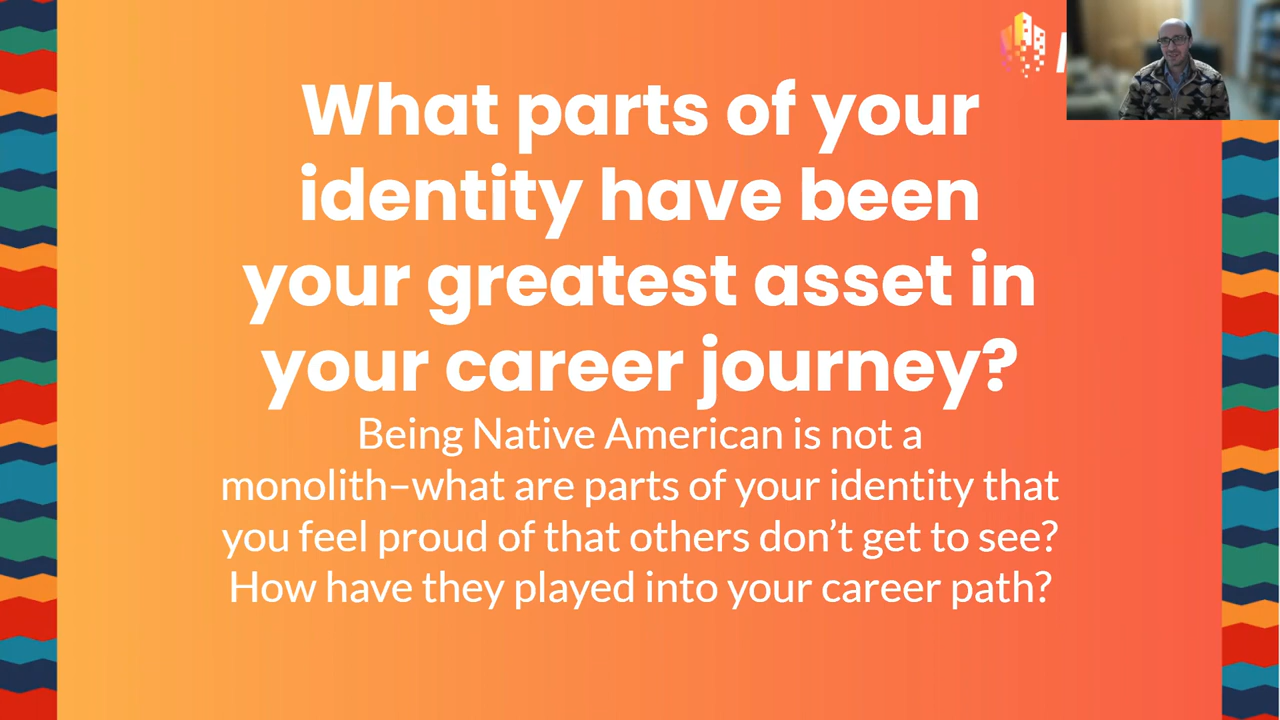 What parts of your
identity have been
your greatest asset in
your career journey?
Being Native American is not a
monolith–what are parts of your identity that
you feel proud of that others don’t get to see?
How have they played into your career path?